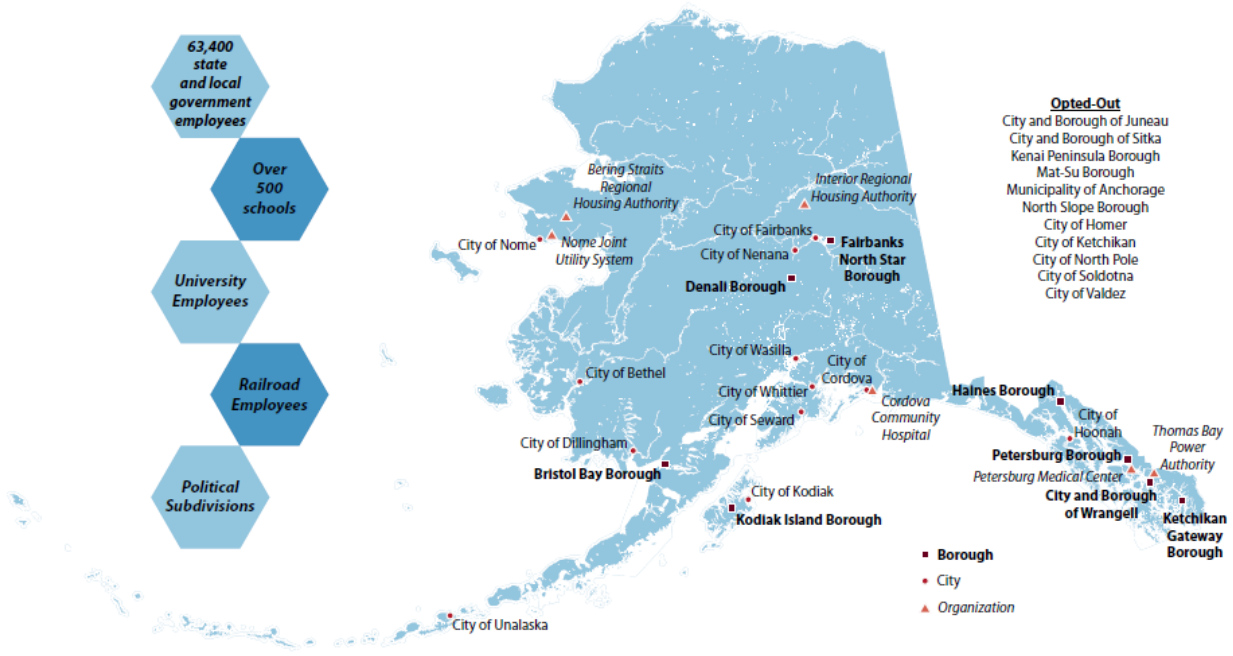 63,400
state
and local
government
employees
Over
500
schools
University
Employees
Railroad
Employees
Political
Subdivisions
Bering Straits
Regional
Housing Authority
City of Nome
Nome Joint
Utility System
Interior Regional
Housing Authority
City of Fairbanks
City of Nenana
Fairbanks
North Star
Borough
Denali Borough
City of Wasilla
City of
Cordova
City of Bethel
City of Whittier
City of Seward
Cordova
Community
Hospital
City of Dillingham
Bristol Bay Borough
City of Kodiak
Kodiak Island Borough
City of Unalaska
Haines Borough
City of
Hoonah
Thomas Bay
Power
Authority
Petersburg Borough
Petersburg Medical Center
City and Borough
of Wrangell
Ketchikan
Gateway
Borough
Opted-Out
City and Borough of Juneau
City and Borough of Sitka
Kenai Peninsula Borough
Mat-Su Borough
Municipality of Anchorage
North Slope Borough
City of Homer
City of Ketchikan
City of North Pole
City of Soldotna
City of Valdez
Borough
City
Organization